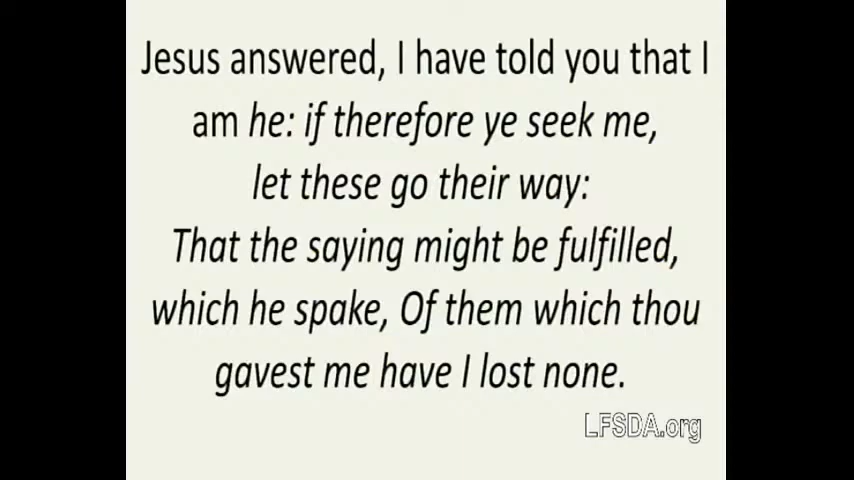 Jesus answered, I have told you that I
am he: if therefore ye seek me,
let these go their way:
That the saying might be fulfilled,
which he spake, Of them which thou
gavest me have I lost none.
LFSDA.org